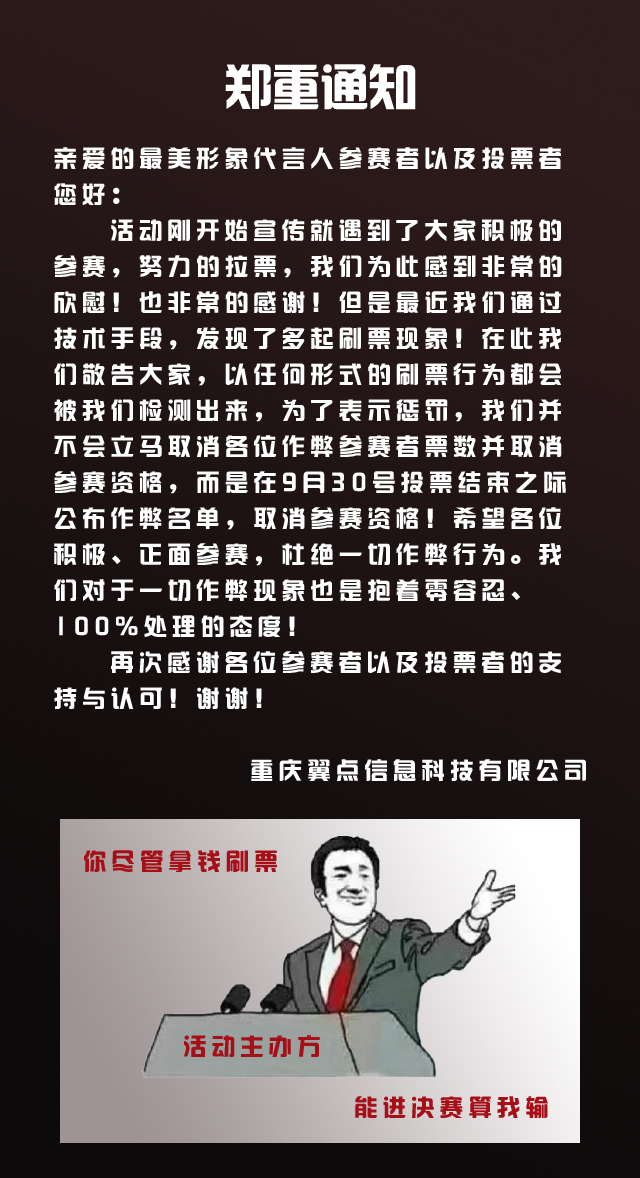 郑重通知
亲爱的最美形象代言人参赛者以及投票者
您好：
活动刚开始宣传就遇到了大家积极的
参赛，努力的拉票，我们为此感到非常的
欣慰！也非常的感谢！但是最近我们通过
技术手段，发现了多起刷票现象！在此我
们敬告大家，以任何形式的刷票行为都会
被我们检测出来，为了表示惩罚，我们并
不会立马取消各位作弊参赛者票数并取消
参赛资格，而是在9月30号投票结束之际
公布作弊名单，取消参赛资格！希望各位
积极、正面参赛，杜绝一切作弊行为。我
们对于一切作弊现象也是抱着零容忍、
100%处理的态度！
再次感谢各位参赛者以及投票者的支
持与认可！谢谢！
重庆翼点信息科技有限公司
你尽管拿钱刷票
活动主办方
能进决赛算我输